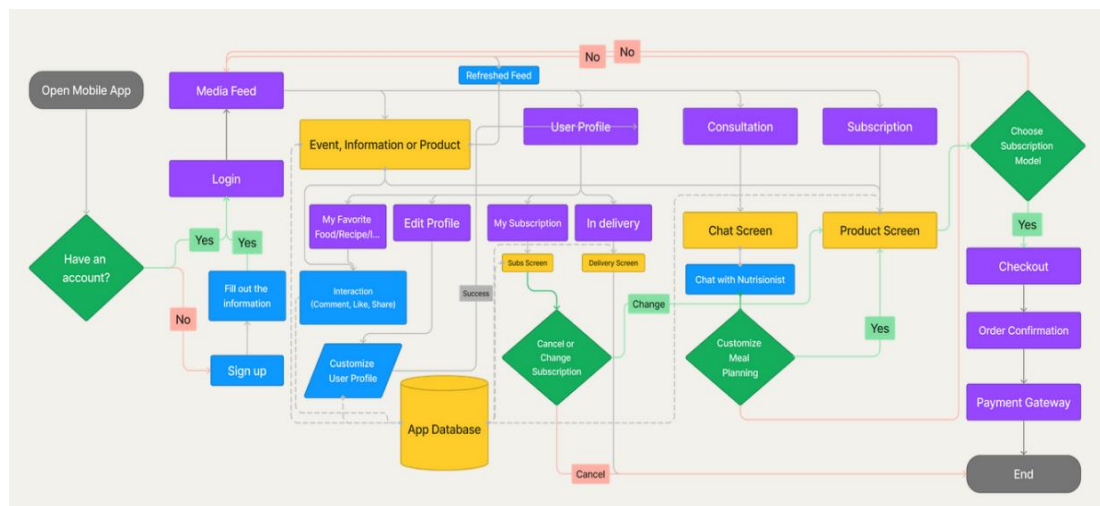 No
No
Refreshed Feed
Open Mobile App
Media Feed
Event, Information or Product
User Profile
Consultation
Subscription
Choose
Subscription
Model
Login
My Favorite
Food/Recipe/I...
Edit Profile
My Subscription
In delivery
Chat Screen
Product Screen
Yes
Yes
Yes
Have an
account?
Subs Screen
Delivery Screen
Checkout
Fill out the
information
Interaction
(Comment, Like, Share)
Success
Chat with Nutrisionist
Change
No
Yes
Order Confirmation
Cancel or
Change
Subscription
Customize
Meal
Planning
Sign up
Customize
User Profile
Payment Gateway
App Database
Cancel
End